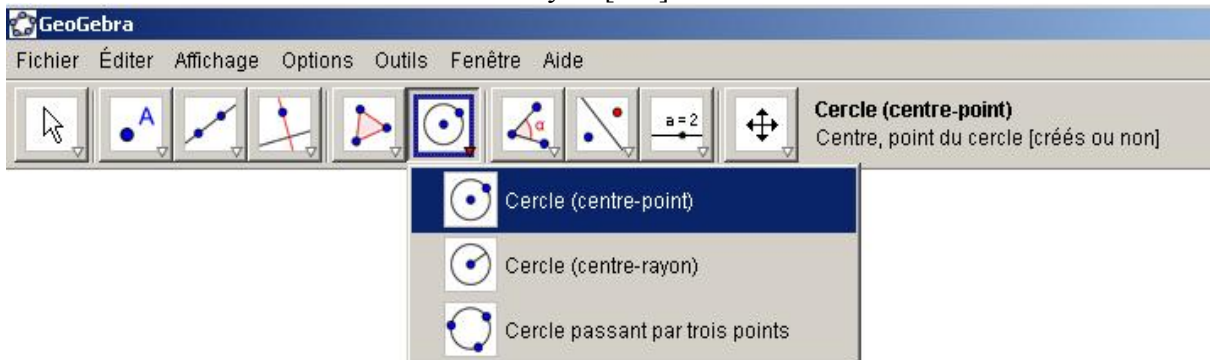 GeoGebra
Fichier Éditer Affichage Options Outils Fenêtre Aide
A
α
a = 2
Cercle (centre-point)
Centre, point du cercle [créés ou non]
Cercle (centre-point)
Cercle (centre-rayon)
Cercle passant par trois points